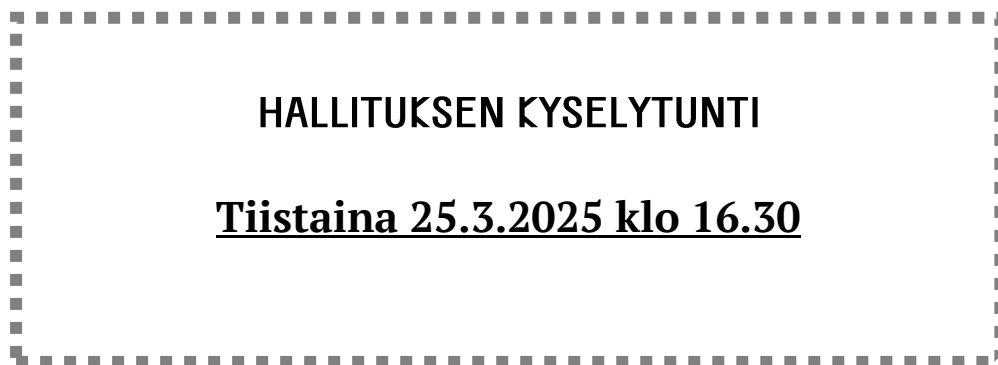 HALLITUKSEN KYSELYTUNTI
Tiistaina 25.3.2025 klo 16.30